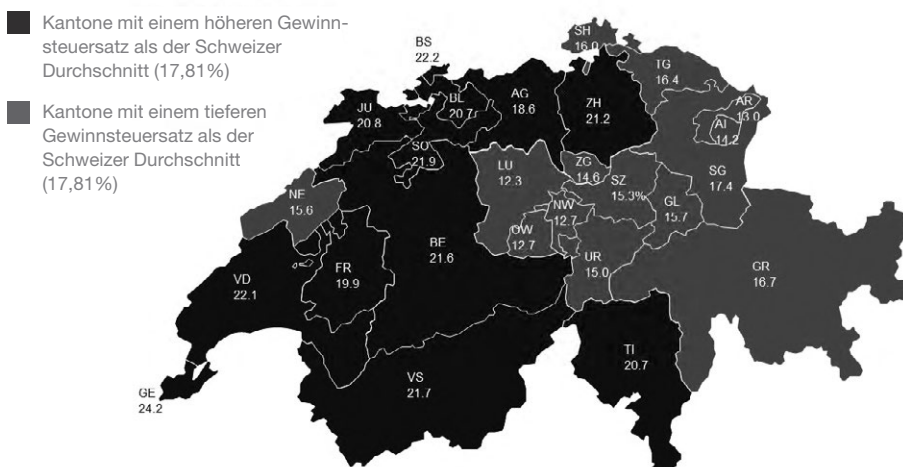 Kantone mit einem höheren Gewinn-
steuersatz als der Schweizer
Durchschnitt (17,81%)
Kantone mit einem tieferen
Gewinnsteuersatz als der
Schweizer Durchschnitt
(17,81%)
SH
16.0
BS
22.2
TG
16.4
JU
20.8
BL
20.7
AG
18.6
ZH
21.2
AR
13.0
AI
14.2
SO
21.9
LU
12.3
ZG
14.6
SZ
15.3%
SG
17.4
NE
15.6
NW
12.7
GL
15.7
OW
12.7
BE
21.6
UR
15.0
GR
16.7
VD
22.1
FR
19.9
TI
20.7
VS
21.7
GE
24.2